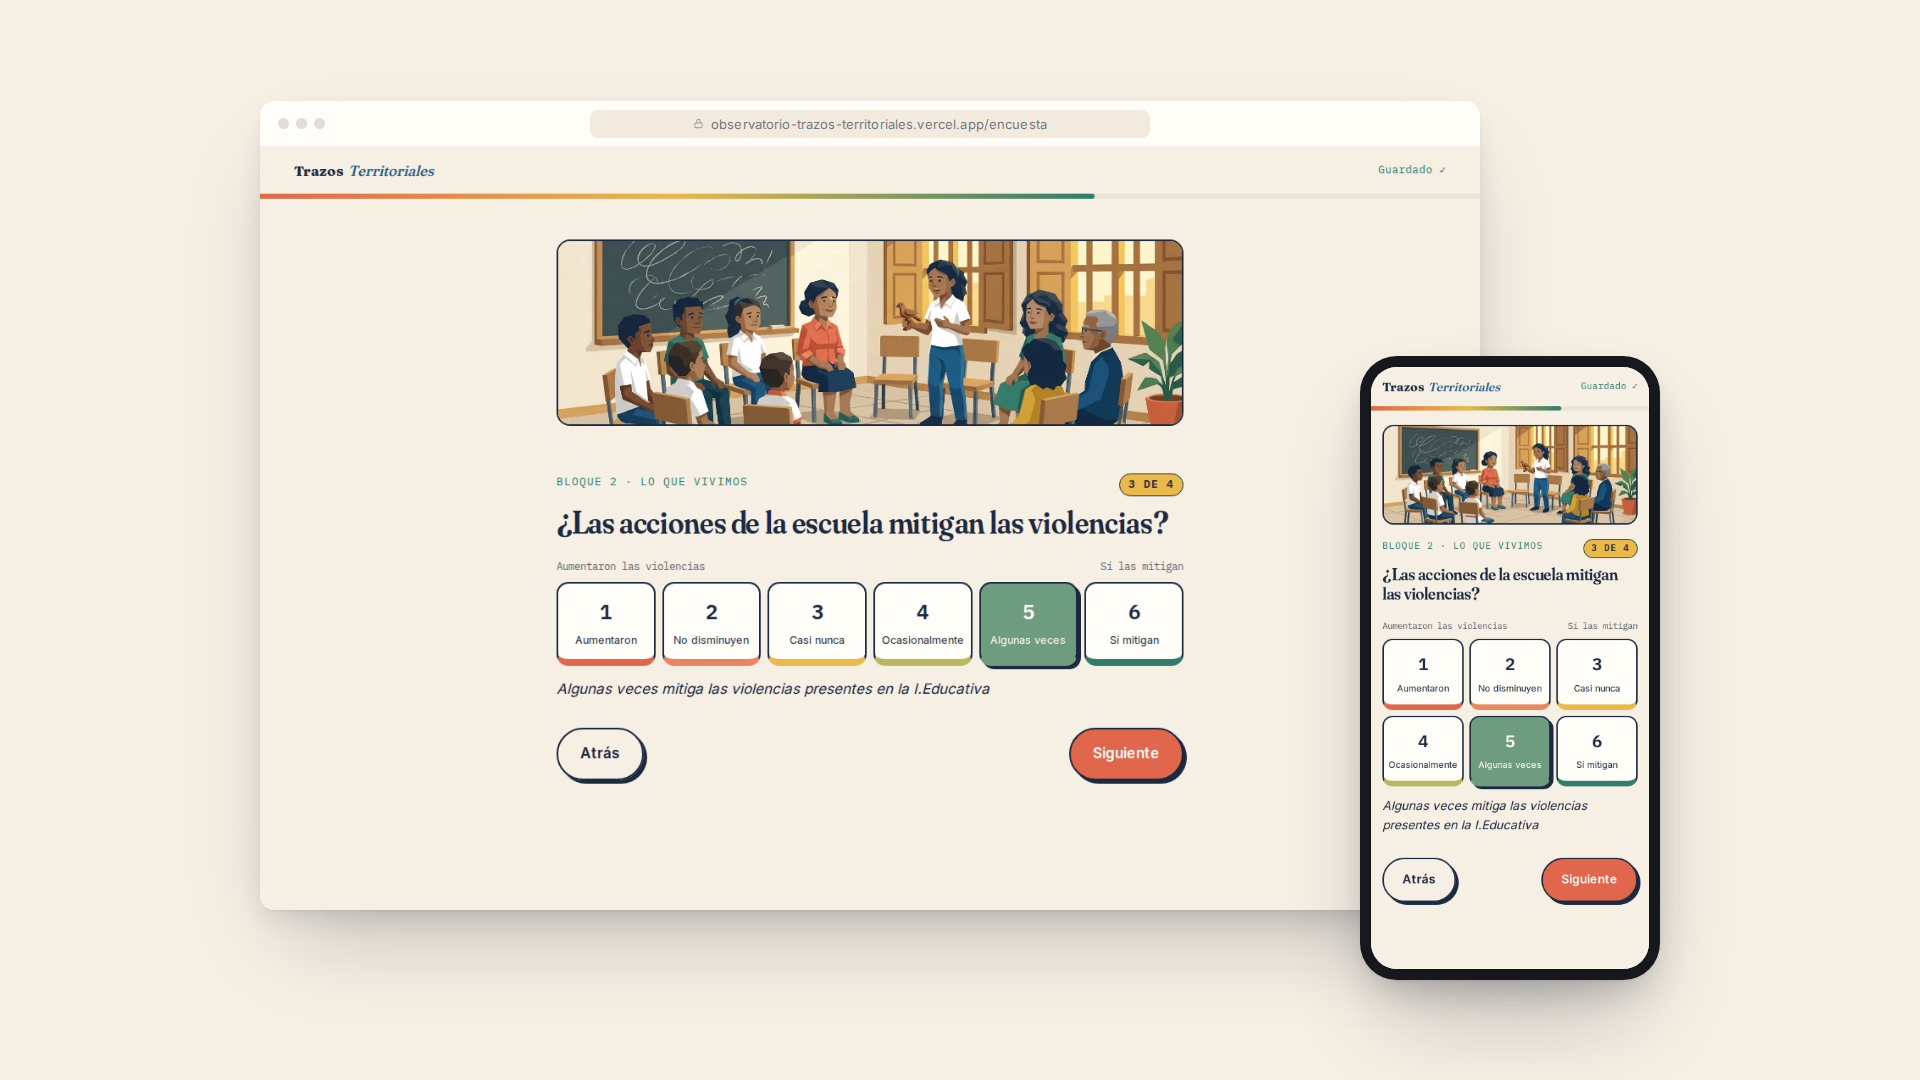 observatorio-trazos-territoriales.vercel.app/encuesta
Trazos Territoriales
Guardado ✓
BLOQUE 2 · LO QUE VIVIMOS
3 DE 4
¿Las acciones de la escuela mitigan las violencias?
Aumentaron las violencias
Sí las mitigan
1
Aumentaron
2
No disminuyen
3
Casi nunca
4
Ocasionalmente
5
Algunas veces
6
Sí mitigan
Algunas veces mitiga las violencias presentes en la I.Educativa
Atrás
Siguiente
Trazos Territoriales
Guardado ✓
BLOQUE 2 · LO QUE VIVIMOS
3 DE 4
¿Las acciones de la escuela mitigan
las violencias?
Aumentaron las violencias
Sí las mitigan
1
Aumentaron
2
No disminuyen
3
Casi nunca
4
Ocasionalmente
5
Algunas veces
6
Sí mitigan
Algunas veces mitiga las violencias
presentes en la I.Educativa
Atrás
Siguiente